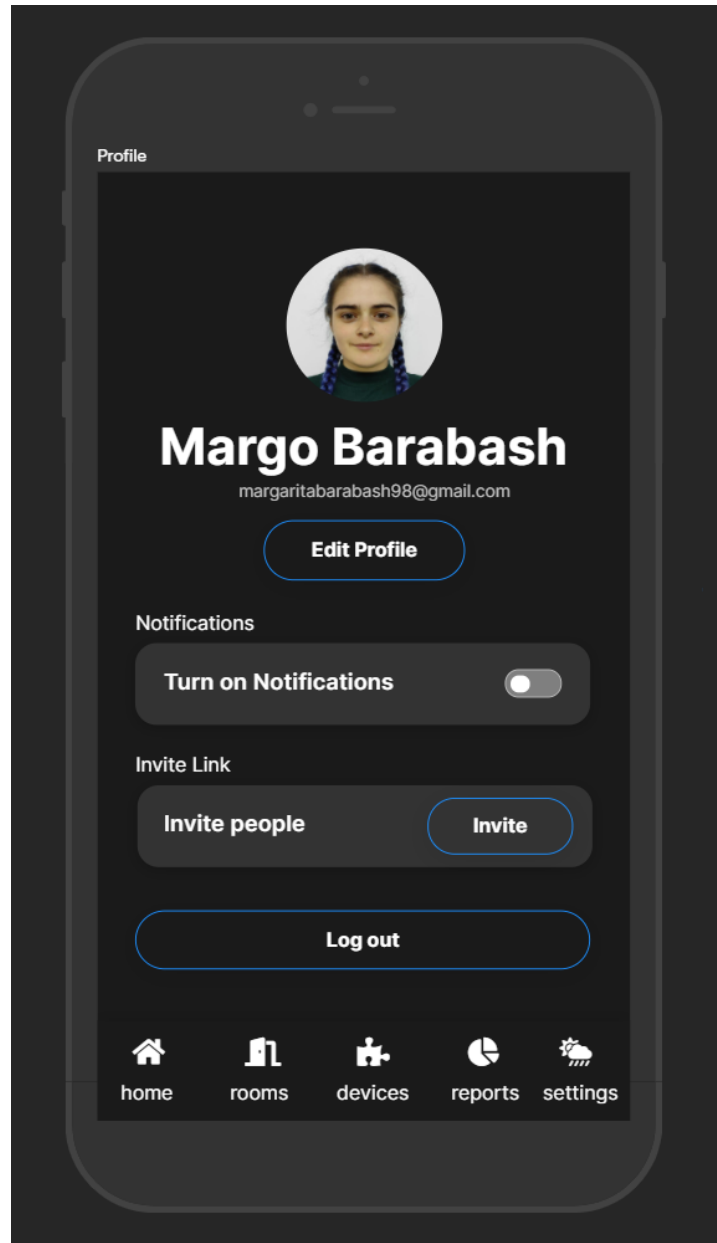 Profile
Margo Barabash
margaritabarabash98@gmail.com
Edit Profile
Notifications
Turn on Notifications
Invite Link
Invite people Invite
Log out
home rooms devices reports settings